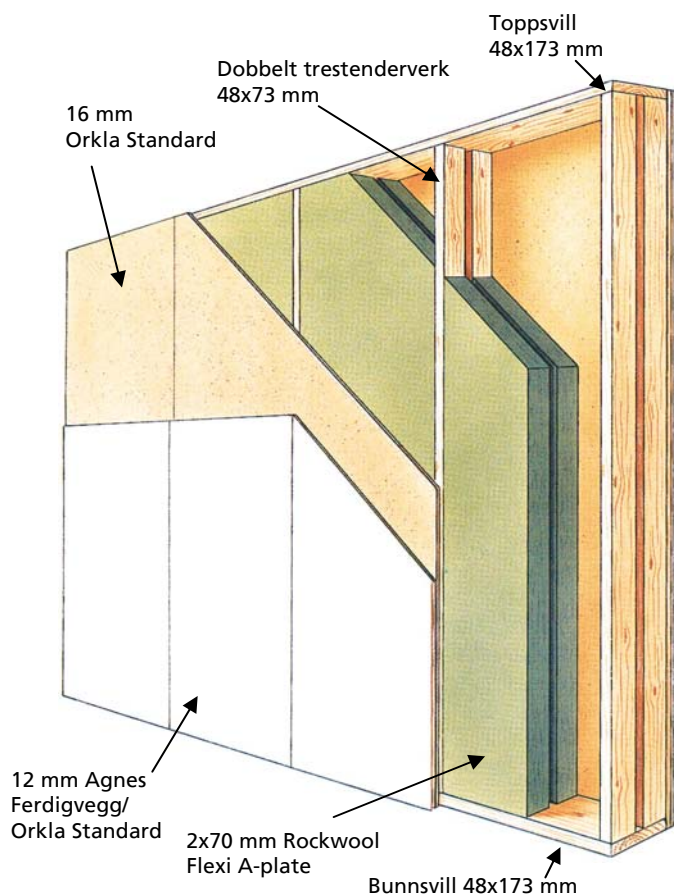 Toppsvill
48x173 mm
Dobbelt trestenderverk
48x73 mm
16 mm
Orkla Standard
12 mm Agnes
Ferdigvegg/
Orkla Standard
2x70 mm Rockwool
Flexi A-plate
Bunnsvill 48x173 mm